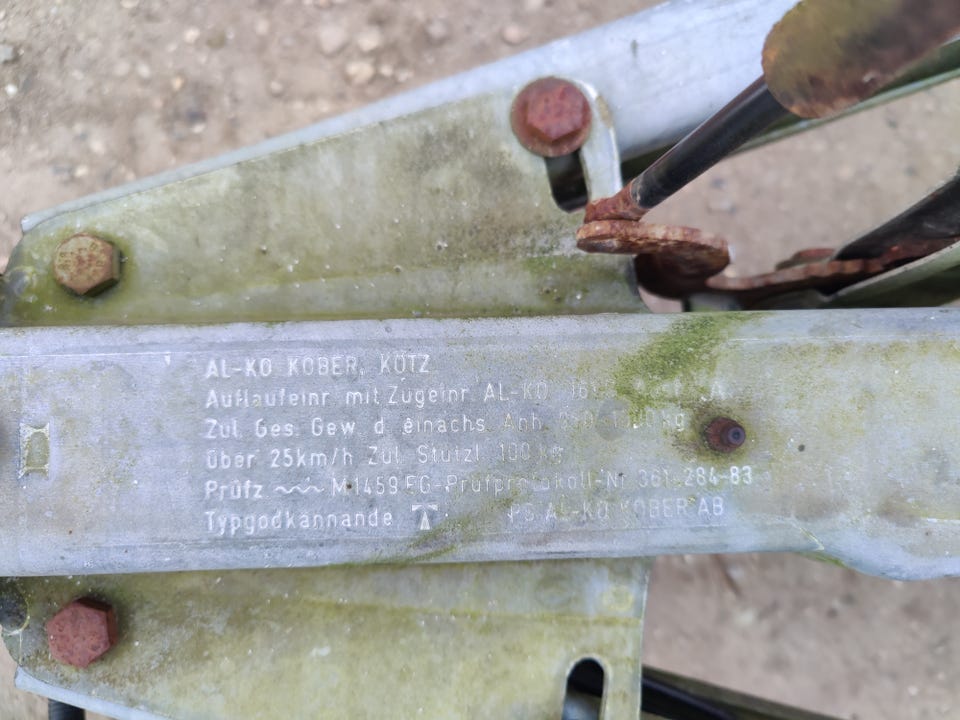 AL-KO KOBER, KÖTZ
Auflaufeinr. mit Zugeinr. AL-KO
Zul. Ges. Gew. d. einachs. Anh. kg
über 25km/h Zul. Stützl. 100 kg
Prüfz. M 1459 EG-Prüfprotokoll-Nr. 361-284-83
Typgodkännande AL-KO KOBER AB